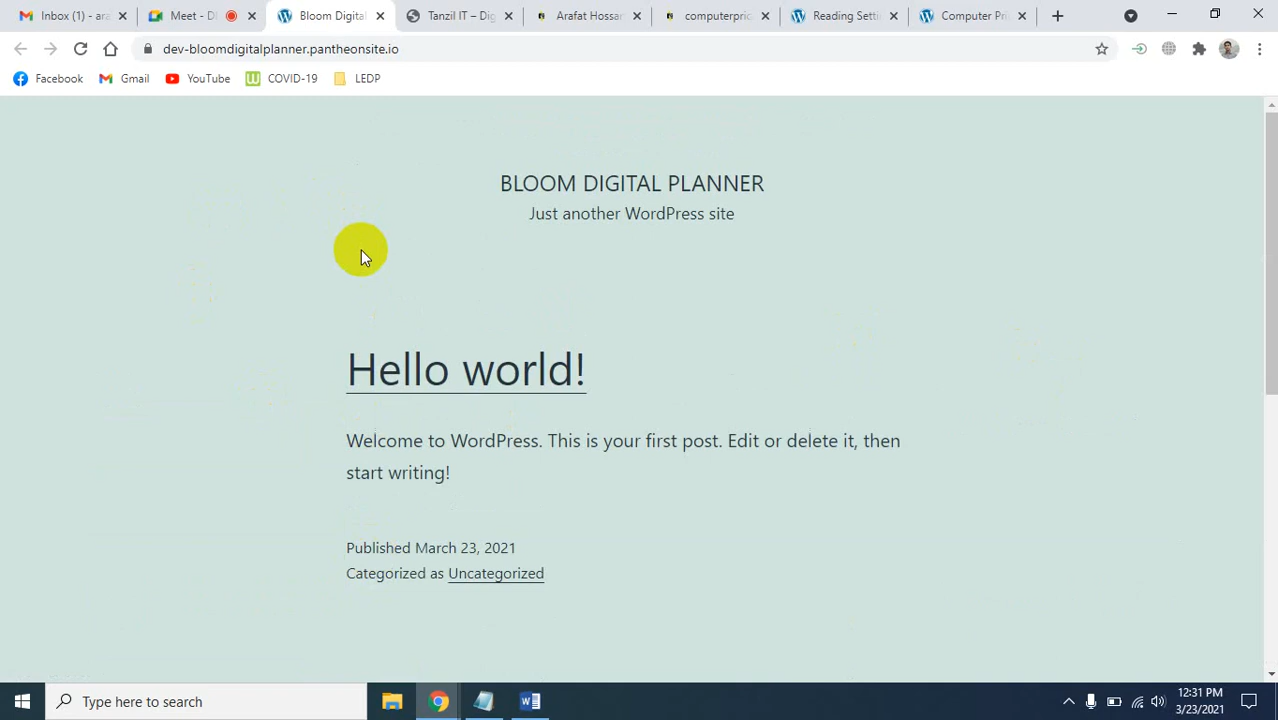 Inbox (1) - ara
Meet - D
Bloom Digital
Tanzil IT – Dig
Arafat Hossar
computerpric
Reading Setti
Computer Pri
dev-bloomdigitalplanner.pantheonsite.io
Facebook
Gmail
YouTube
COVID-19
LEDP
BLOOM DIGITAL PLANNER
Just another WordPress site
Hello world!
Welcome to WordPress. This is your first post. Edit or delete it, then
start writing!
Published March 23, 2021
Categorized as Uncategorized
Type here to search
12:31 PM
3/23/2021